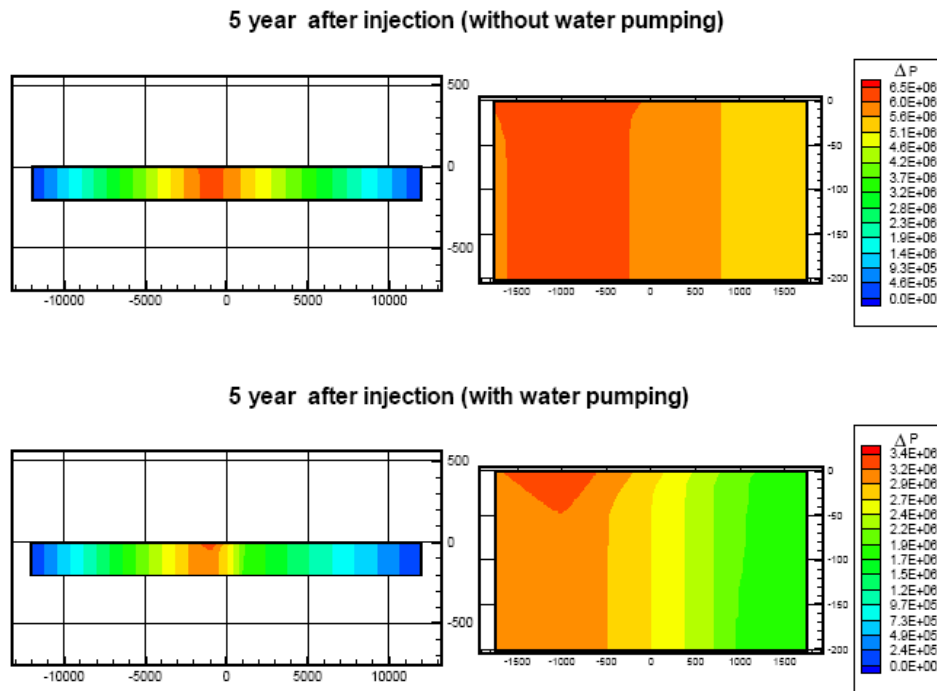 5 year after injection (without water pumping)
500
0
-500
-10000 -5000 0 5000 10000
0
-50
-100
-150
-200
-1500 -1000 -500 0 500 1000 1500
Δ P
6.5E+06
6.0E+06
5.6E+06
5.1E+06
4.6E+06
4.2E+06
3.7E+06
3.2E+06
2.8E+06
2.3E+06
1.9E+06
1.4E+06
9.3E+05
4.6E+05
0.0E+00
5 year after injection (with water pumping)
500
0
-500
-10000 -5000 0 5000 10000
0
-50
-100
-150
-200
-1500 -1000 -500 0 500 1000 1500
Δ P
3.4E+06
3.2E+06
2.9E+06
2.7E+06
2.4E+06
2.2E+06
1.9E+06
1.7E+06
1.5E+06
1.2E+06
9.7E+05
7.3E+05
4.9E+05
2.4E+05
0.0E+00